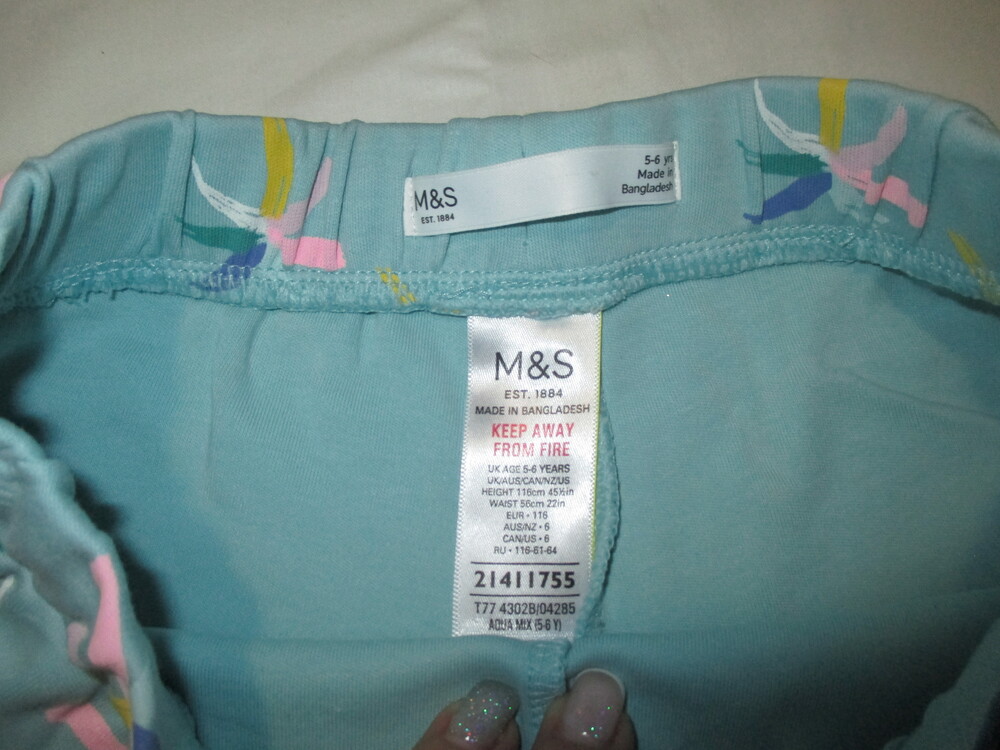 M&S
EST. 1884
5-6 yr
Made in
Bangladesh
M&S
EST. 1884
MADE IN BANGLADESH
KEEP AWAY
FROM FIRE
UK AGE 5-6 YEARS
UK/AUS/CAN/NZ/US
HEIGHT 116cm 45½in
WAIST 56cm 22in
EUR • 116
AUS/NZ • 6
CAN/US • 6
RU • 116-61-64
21411755
T77 4302B/04285
AQUA MIX (5-6 Y)